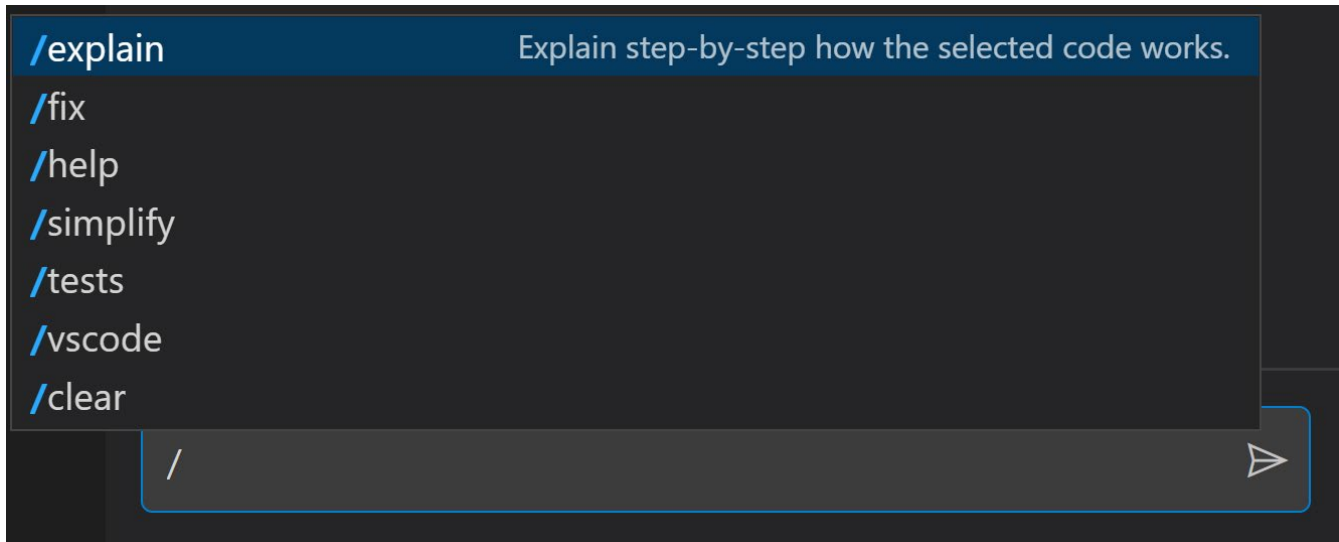 /explain Explain step-by-step how the selected code works.
/fix
/help
/simplify
/tests
/vscode
/clear
/